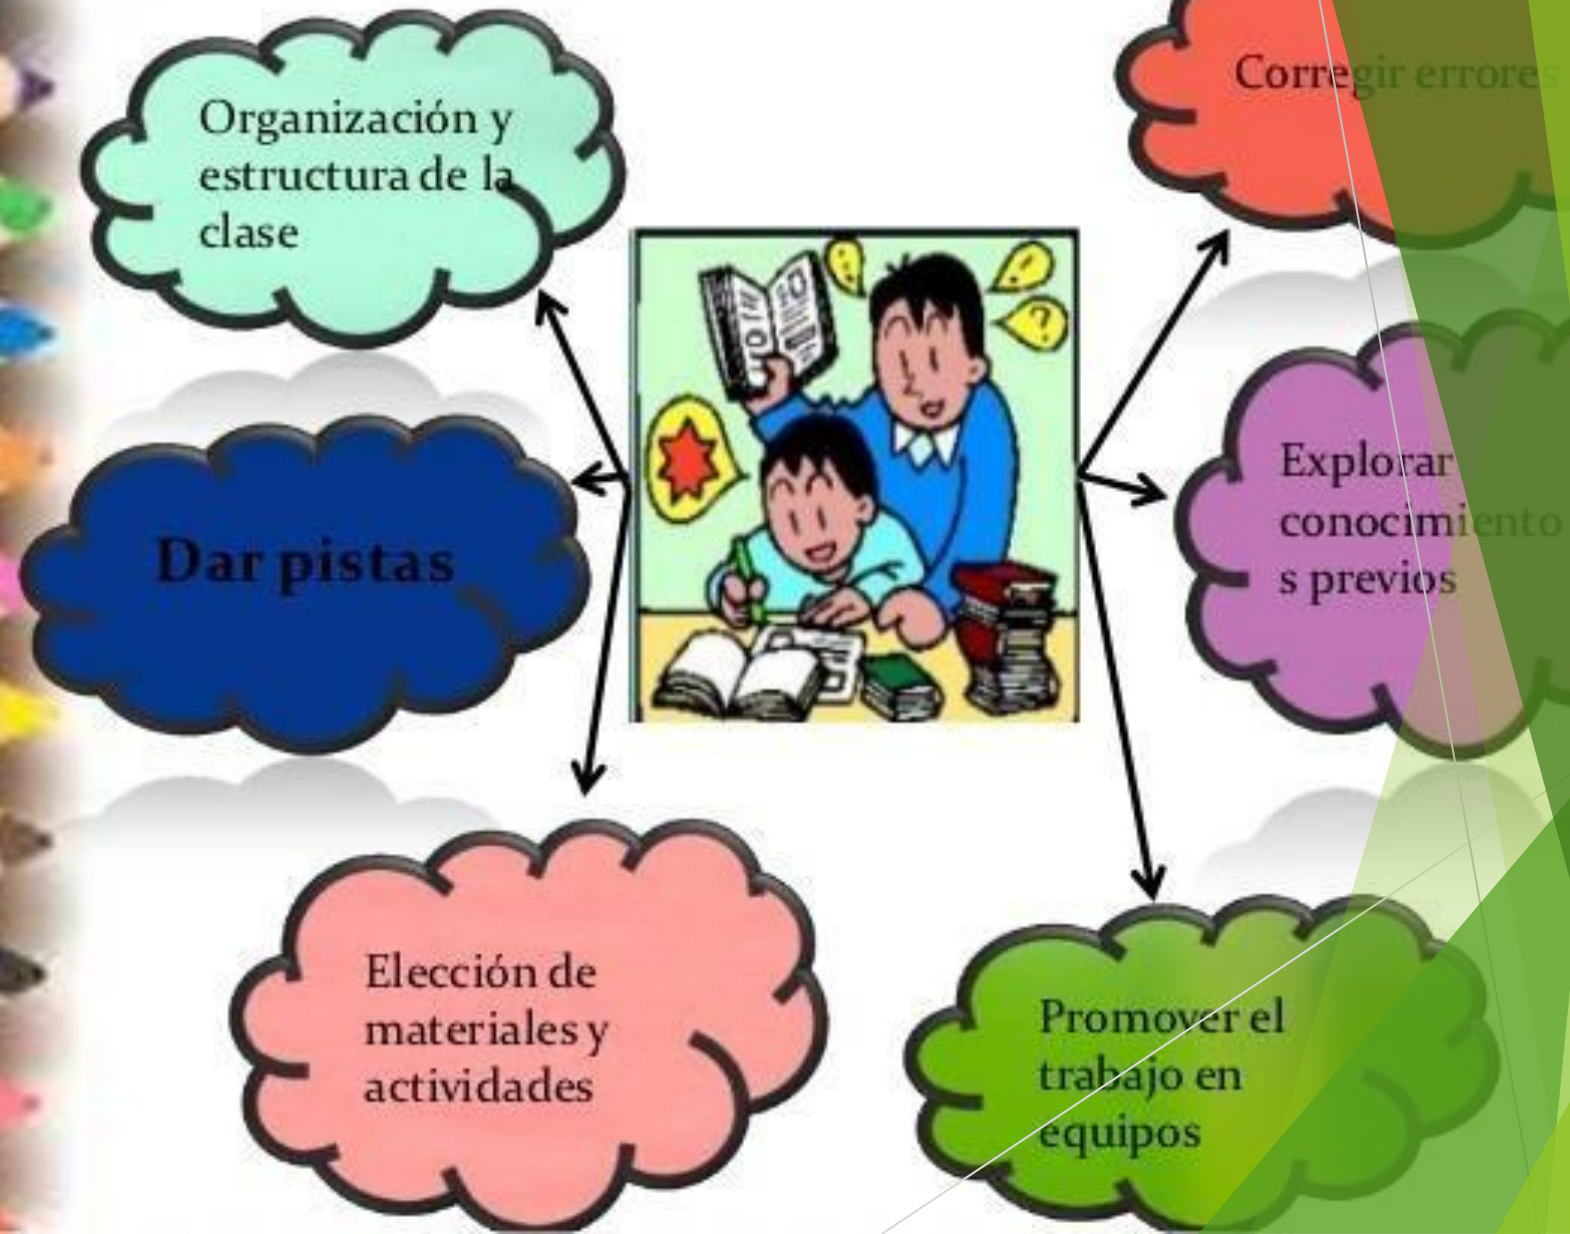 Organización y
estructura de la
clase
Corregir errores
Dar pistas
Explorar
conocimiento
s previos
Elección de
materiales y
actividades
Promover el
trabajo en
equipos
?